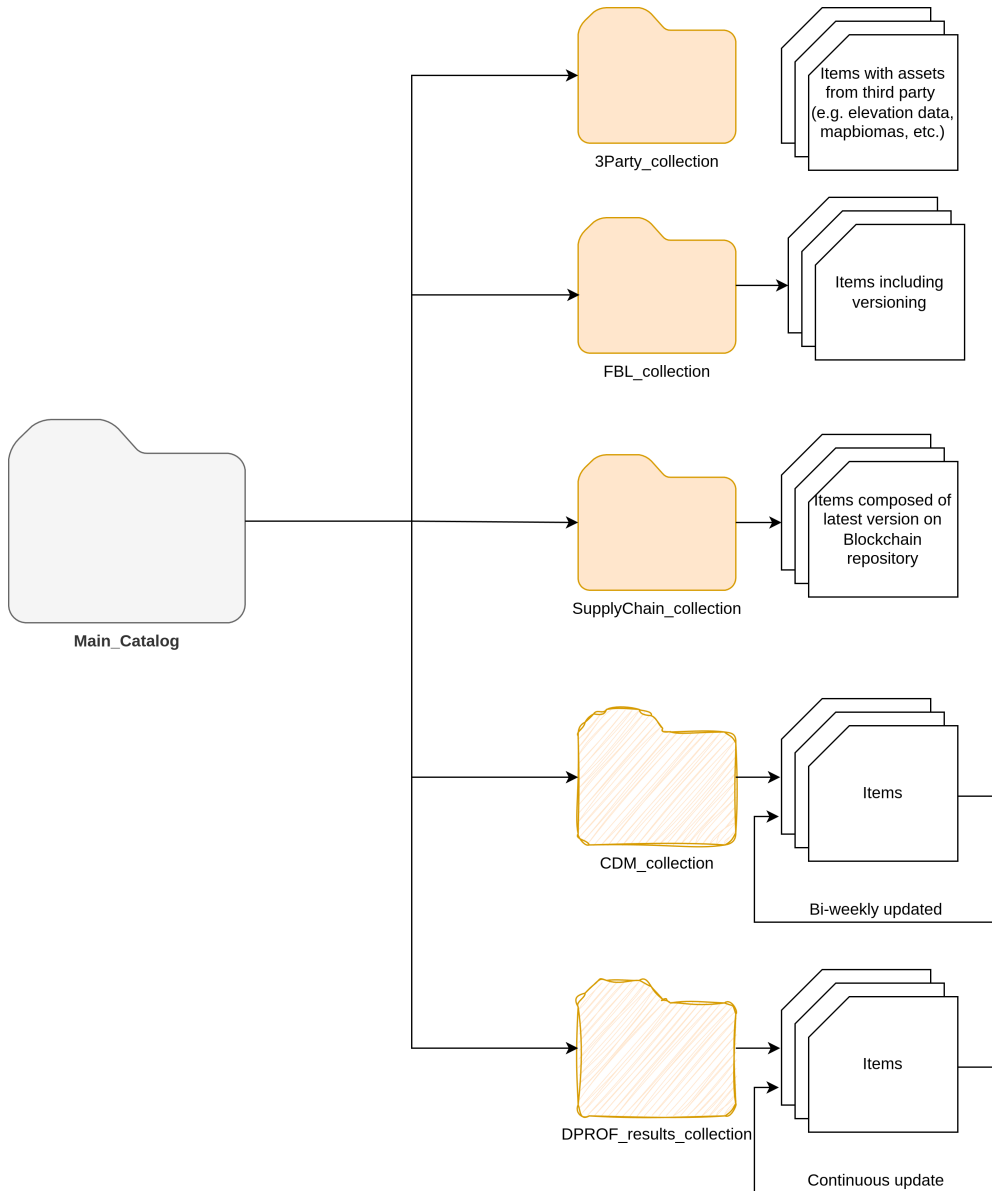 Items with assets
from third party
(e.g. elevation data,
mapbiomas, etc.)
3Party_collection
Items including
versioning
FBL_collection
Items composed of
latest version on
Blockchain
repository
SupplyChain_collection
Main_Catalog
Items
CDM_collection
Bi-weekly updated
Items
DPROF_results_collection
Continuous update